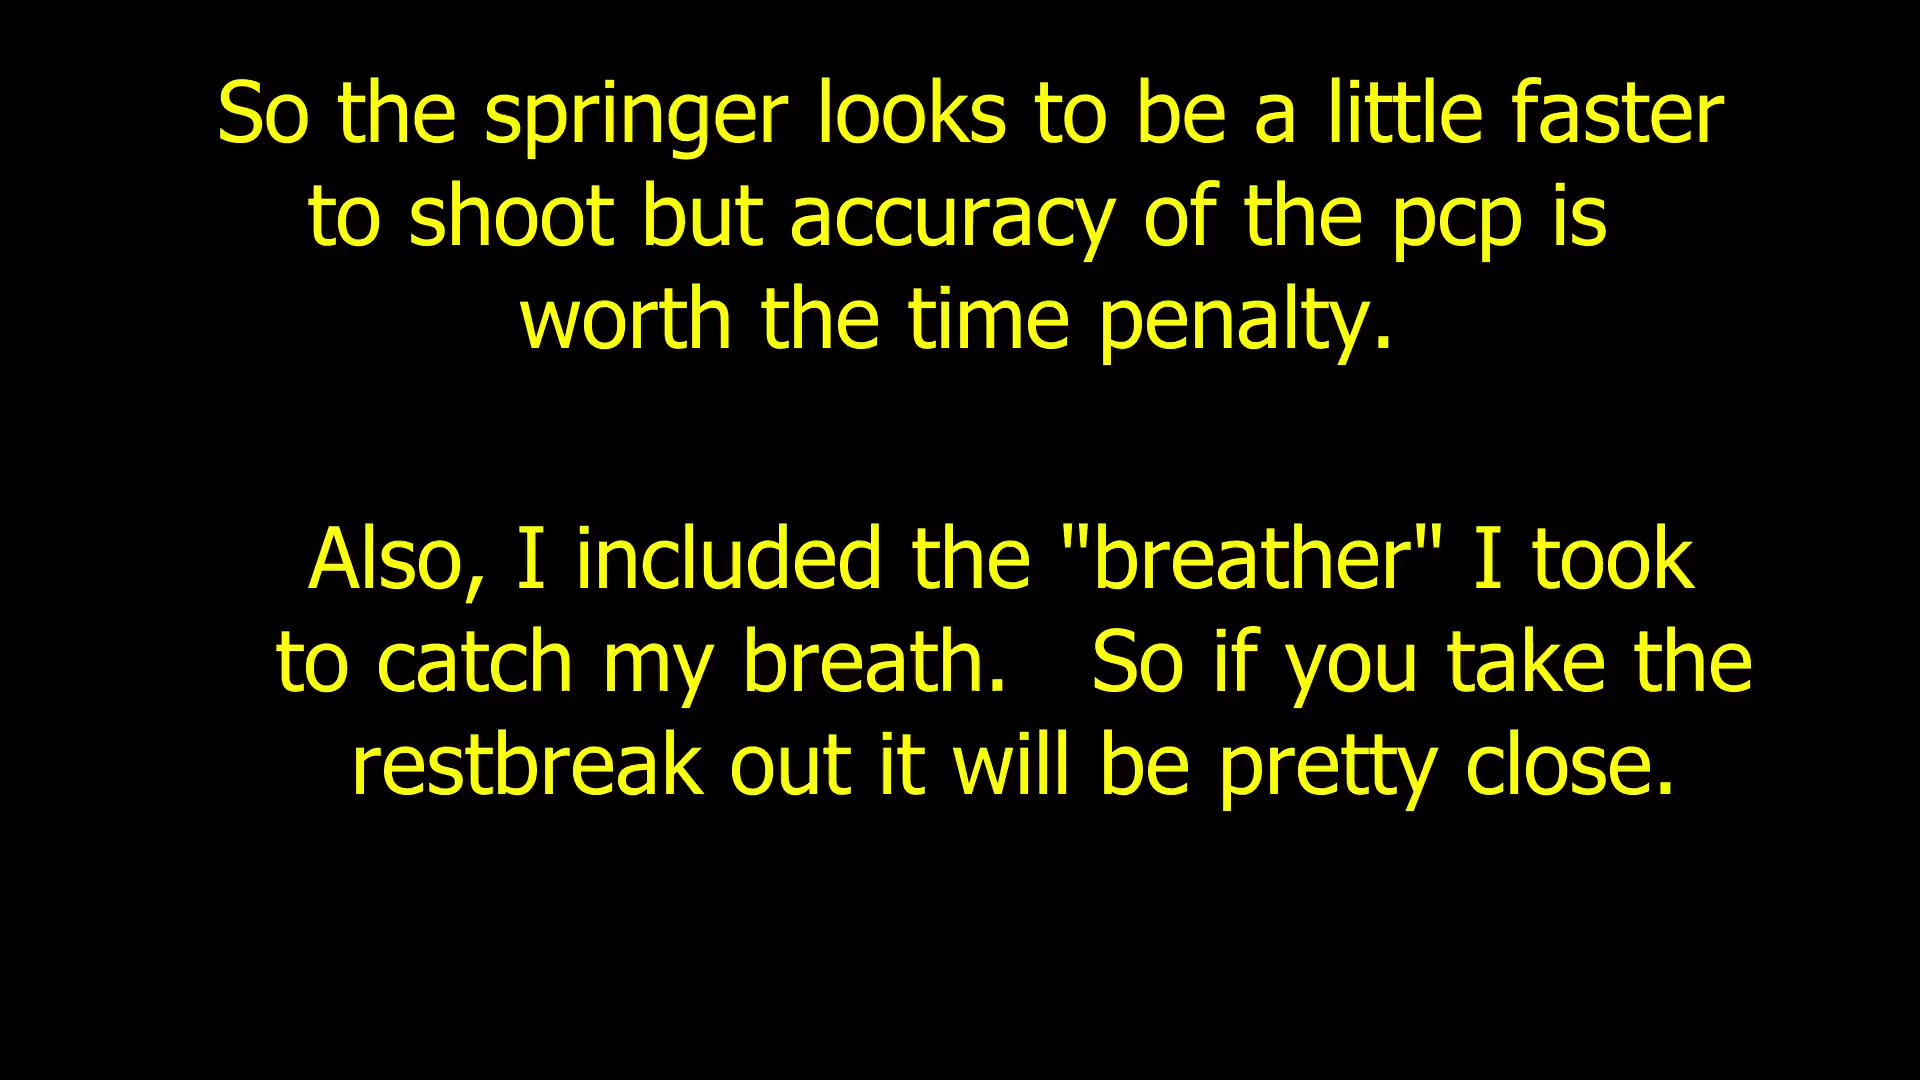 So the springer looks to be a little faster
to shoot but accuracy of the pcp is
worth the time penalty.
Also, I included the "breather" I took
to catch my breath.   So if you take the
restbreak out it will be pretty close.